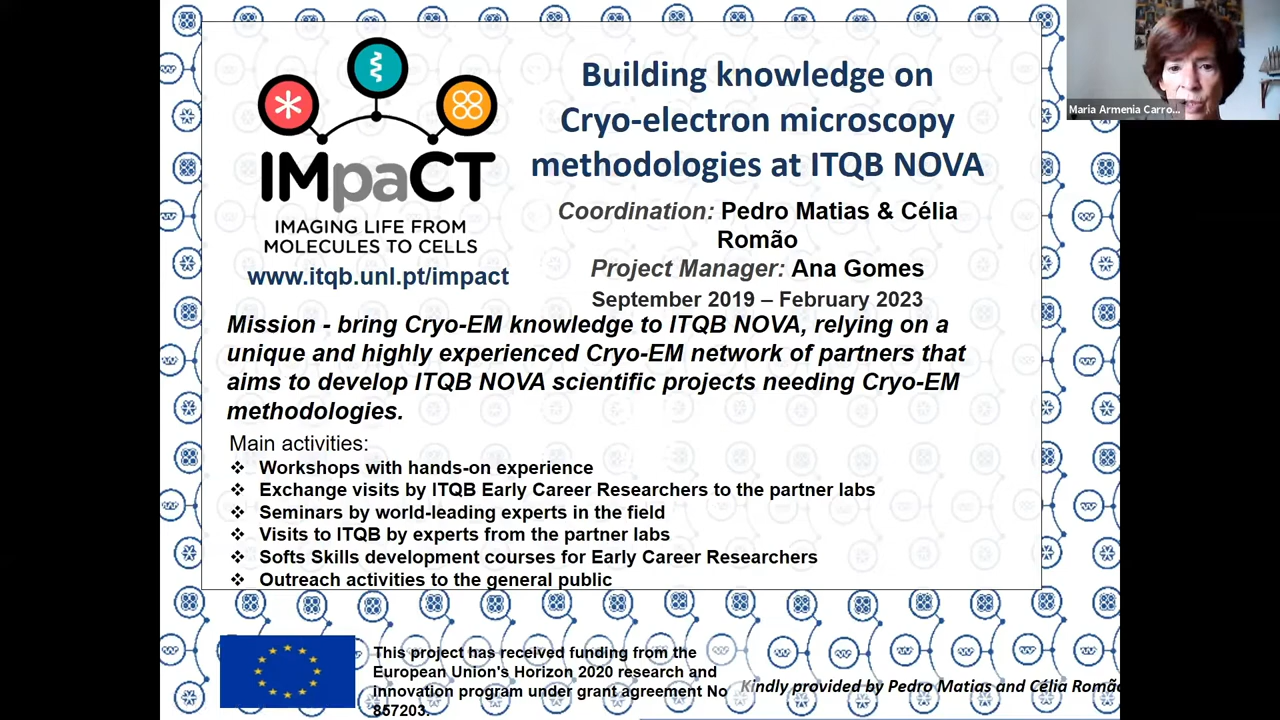 Building knowledge on
Cryo-electron microscopy
methodologies at ITQB NOVA
Maria Armenia Carro...
IMpaCT
IMAGING LIFE FROM
MOLECULES TO CELLS
www.itqb.unl.pt/impact
Coordination: Pedro Matias & Célia
Romão
Project Manager: Ana Gomes
September 2019 – February 2023
Mission - bring Cryo-EM knowledge to ITQB NOVA, relying on a
unique and highly experienced Cryo-EM network of partners that
aims to develop ITQB NOVA scientific projects needing Cryo-EM
methodologies.
Main activities:
❖ Workshops with hands-on experience
❖ Exchange visits by ITQB Early Career Researchers to the partner labs
❖ Seminars by world-leading experts in the field
❖ Visits to ITQB by experts from the partner labs
❖ Softs Skills development courses for Early Career Researchers
❖ Outreach activities to the general public
This project has received funding from the
European Union's Horizon 2020 research and
innovation program under grant agreement No
857203.
Kindly provided by Pedro Matias and Célia Romão